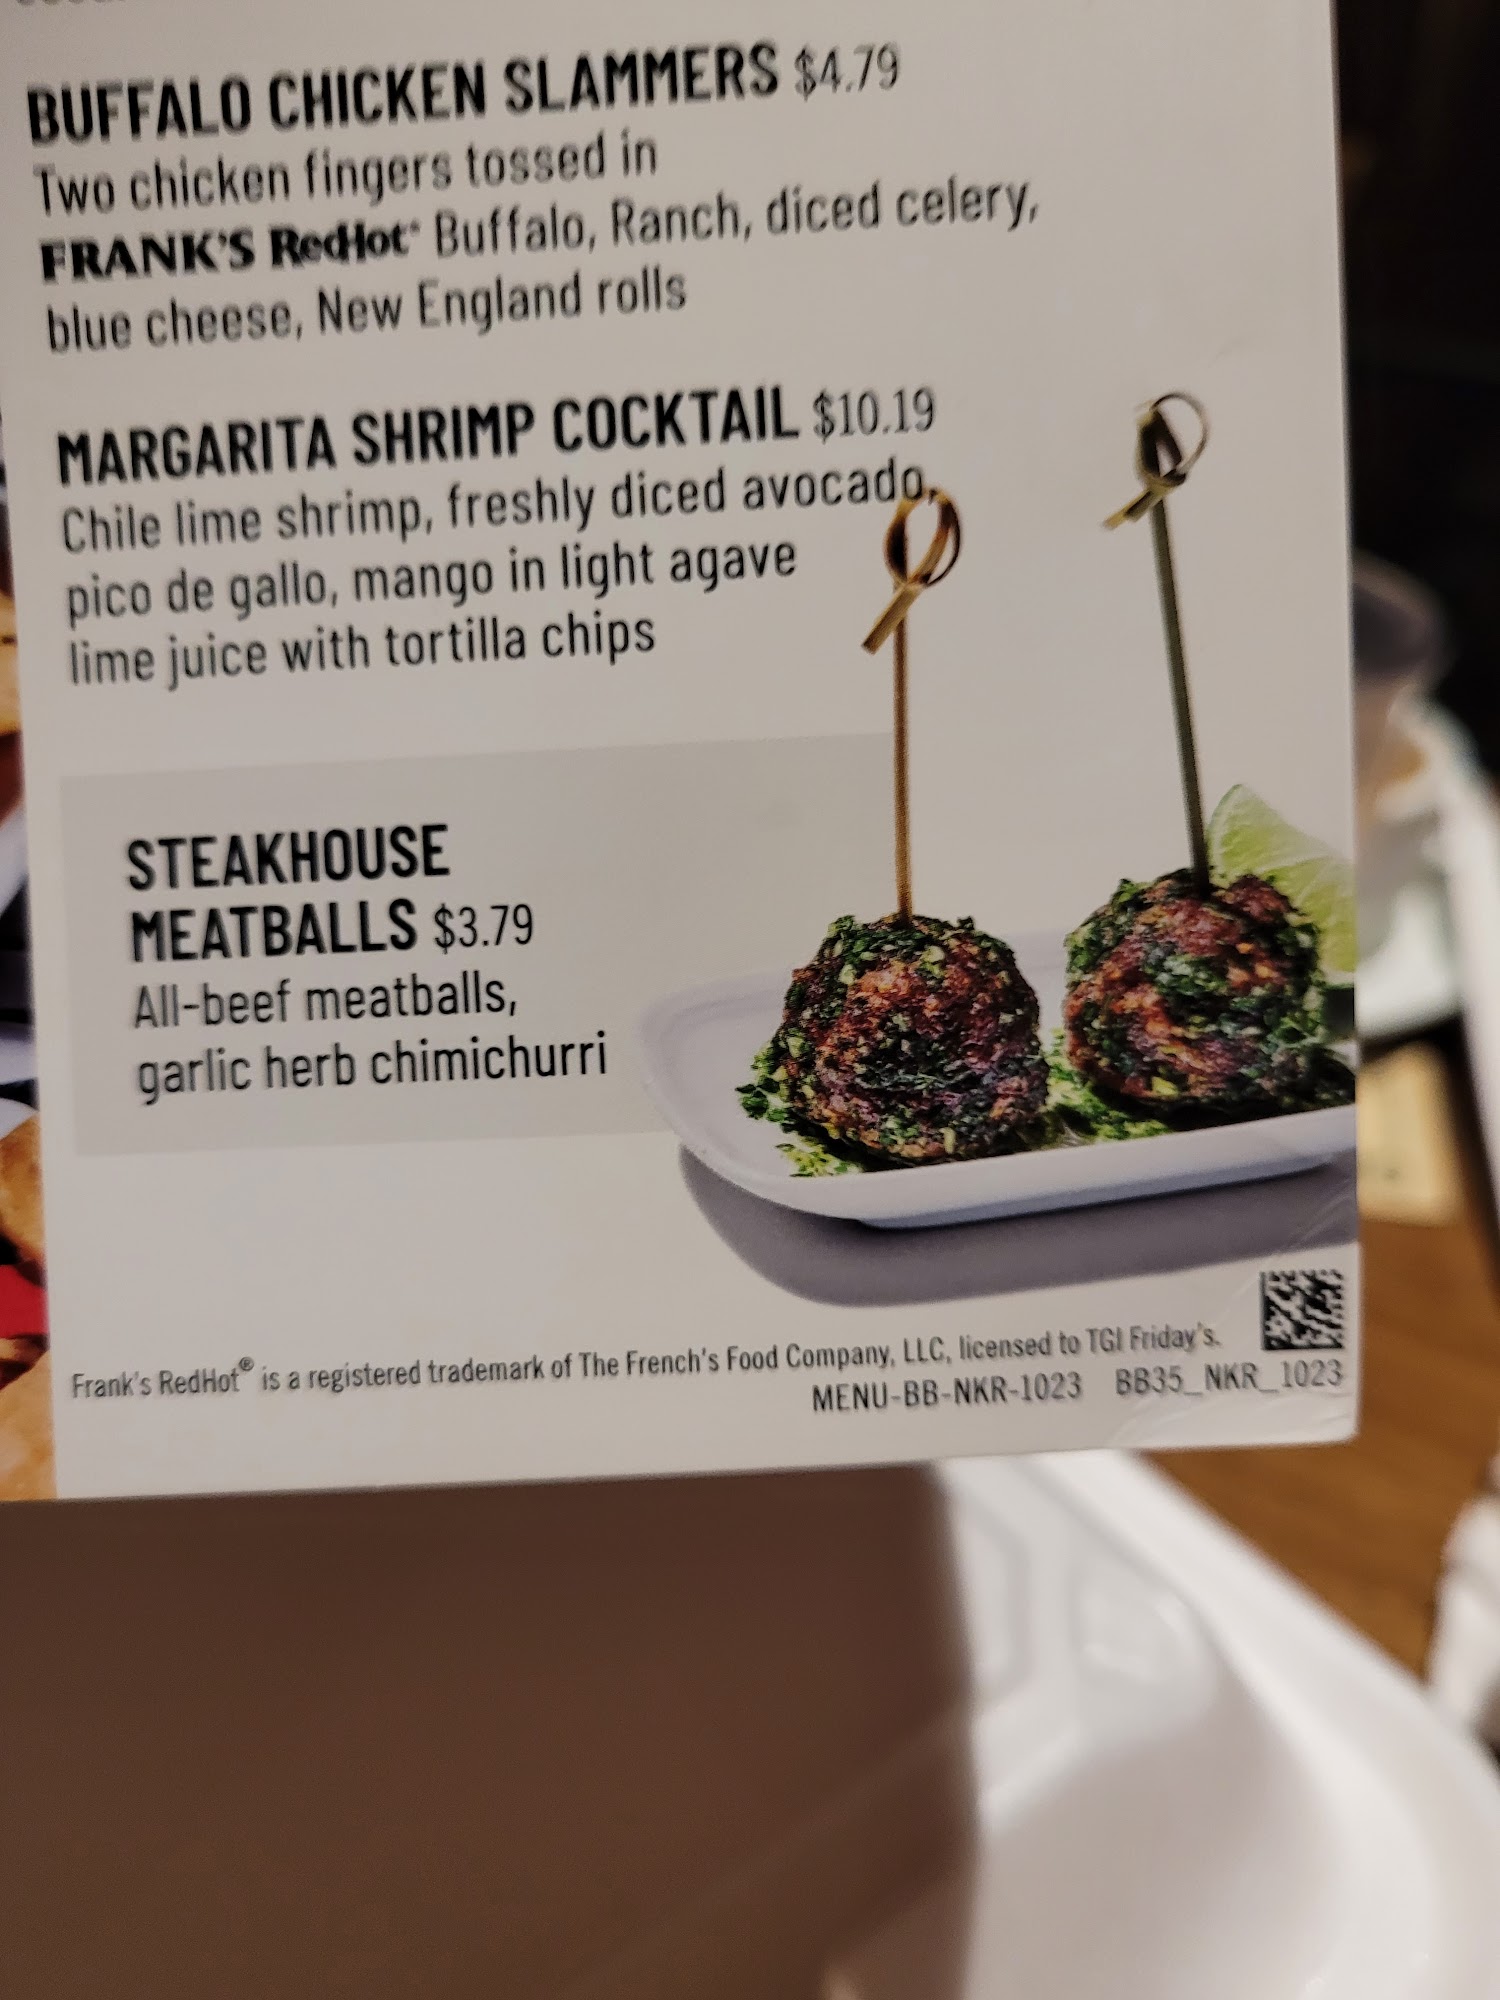 BUFFALO CHICKEN SLAMMERS $4.79
Two chicken fingers tossed in
FRANK'S RedHot® Buffalo, Ranch, diced celery,
blue cheese, New England rolls
MARGARITA SHRIMP COCKTAIL $10.19
Chile lime shrimp, freshly diced avocado,
pico de gallo, mango in light agave
lime juice with tortilla chips
STEAKHOUSE
MEATBALLS $3.79
All-beef meatballs,
garlic herb chimichurri
Frank's RedHot® is a registered trademark of The French's Food Company, LLC, licensed to TGI Friday's.
MENU-BB-NKR-1023 BB35_NKR_1023